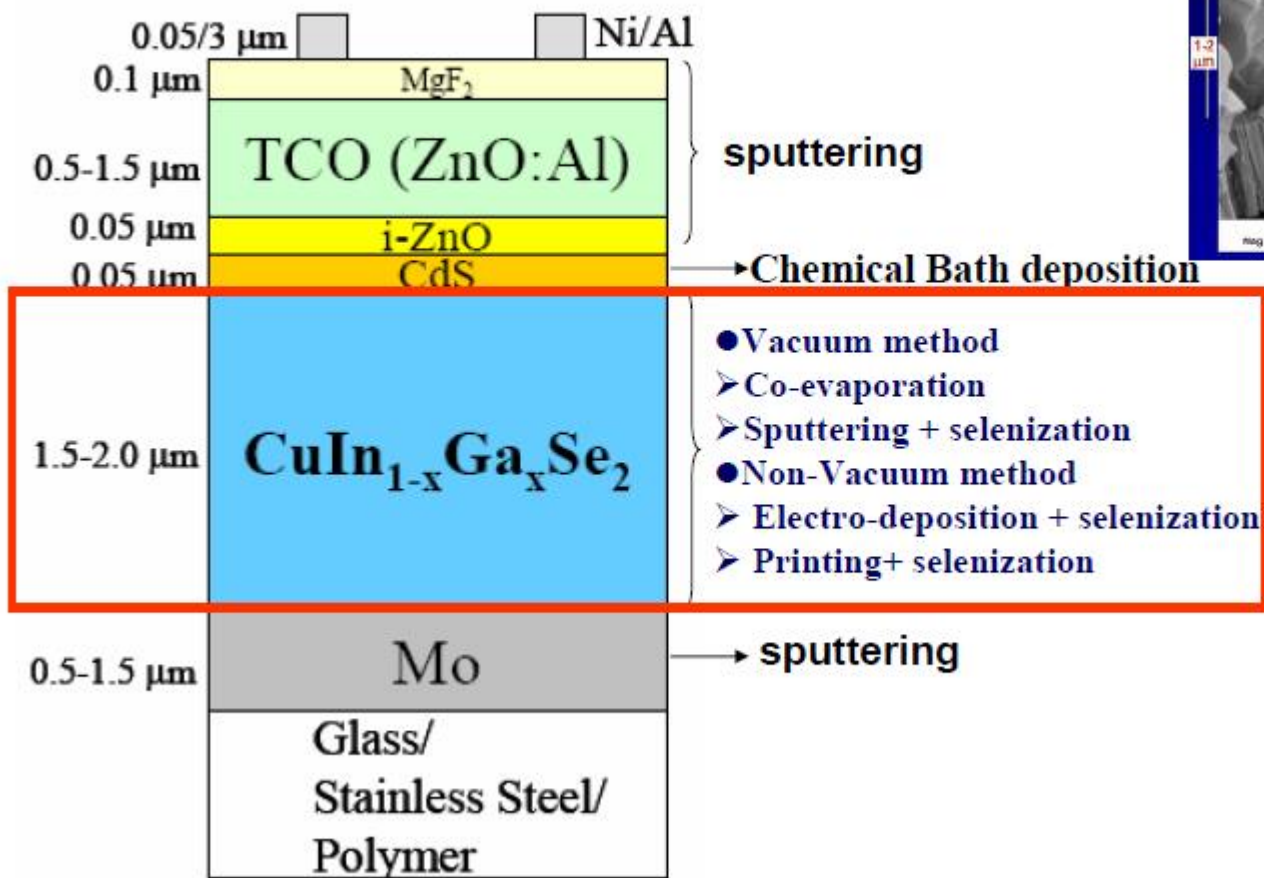 0.05/3 μm
Ni/Al
0.1 μm
MgF₂
0.5-1.5 μm
TCO (ZnO:Al)
sputtering
0.05 μm
i-ZnO
0.05 μm
CdS
Chemical Bath deposition
1.5-2.0 μm
CuIn₁₋ₓGaₓSe₂
●Vacuum method
➢Co-evaporation
➢Sputtering + selenization
●Non-Vacuum method
➢ Electro-deposition + selenization
➢ Printing+ selenization
0.5-1.5 μm
Mo
sputtering
Glass/
Stainless Steel/
Polymer
1-2
μm